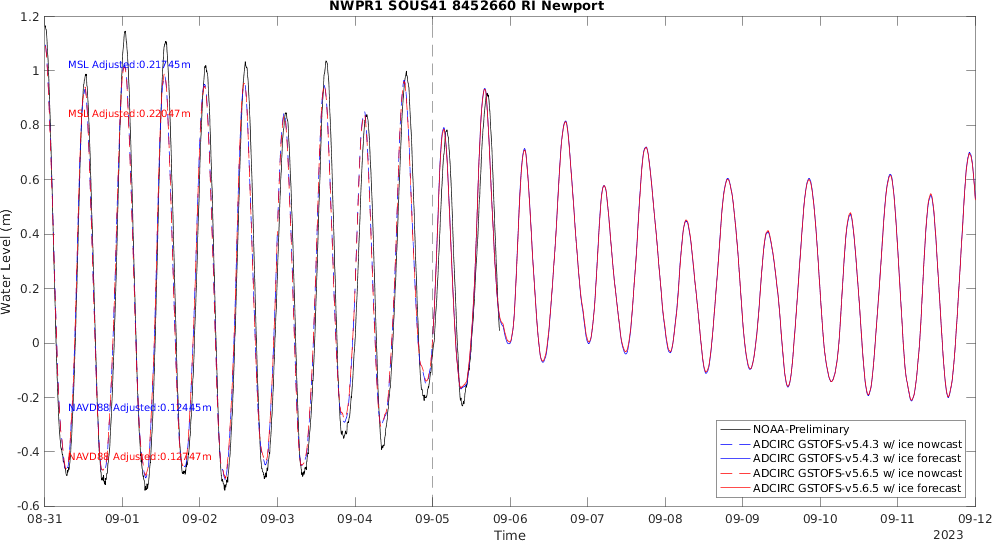 NWPR1 SOUS41 8452660 RI Newport
1.2
1
0.8
0.6
0.4
0.2
0
-0.2
-0.4
-0.6
Water Level (m)
MSL Adjusted:0.21745m
MSL Adjusted:0.22047m
NAVD88 Adjusted:0.12445m
NAVD88 Adjusted:0.12747m
NOAA-Preliminary
ADCIRC GSTOFS-v5.4.3 w/ ice nowcast
ADCIRC GSTOFS-v5.4.3 w/ ice forecast
ADCIRC GSTOFS-v5.6.5 w/ ice nowcast
ADCIRC GSTOFS-v5.6.5 w/ ice forecast
08-31 09-01 09-02 09-03 09-04 09-05 09-06 09-07 09-08 09-09 09-10 09-11 09-12
Time
2023